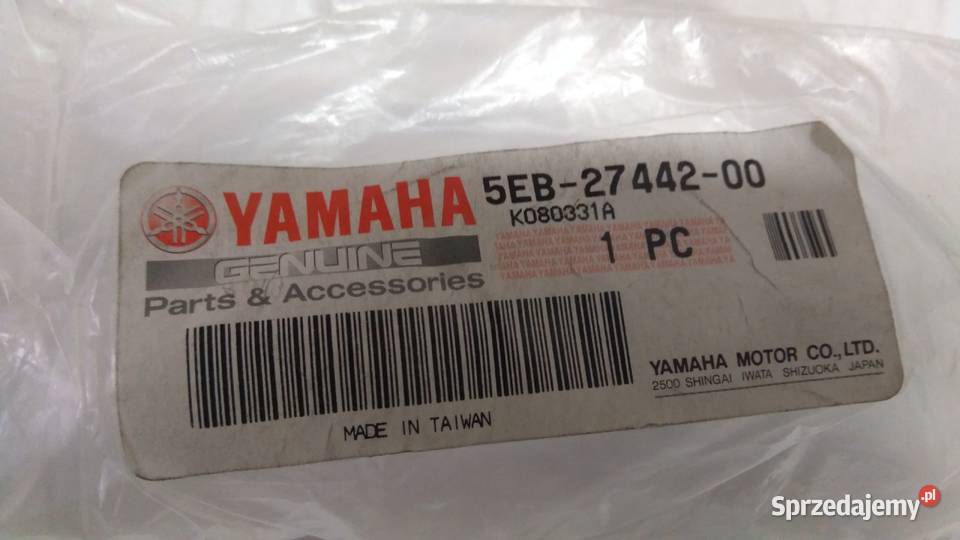 YAMAHA 5EB-27442-00
K080331A
GENUINE 1 PC
Parts & Accessories
YAMAHA MOTOR CO.,LTD.
2500 SHINGAI IWATA SHIZUOKA JAPAN
MADE IN TAIWAN
Sprzedajemy.pl